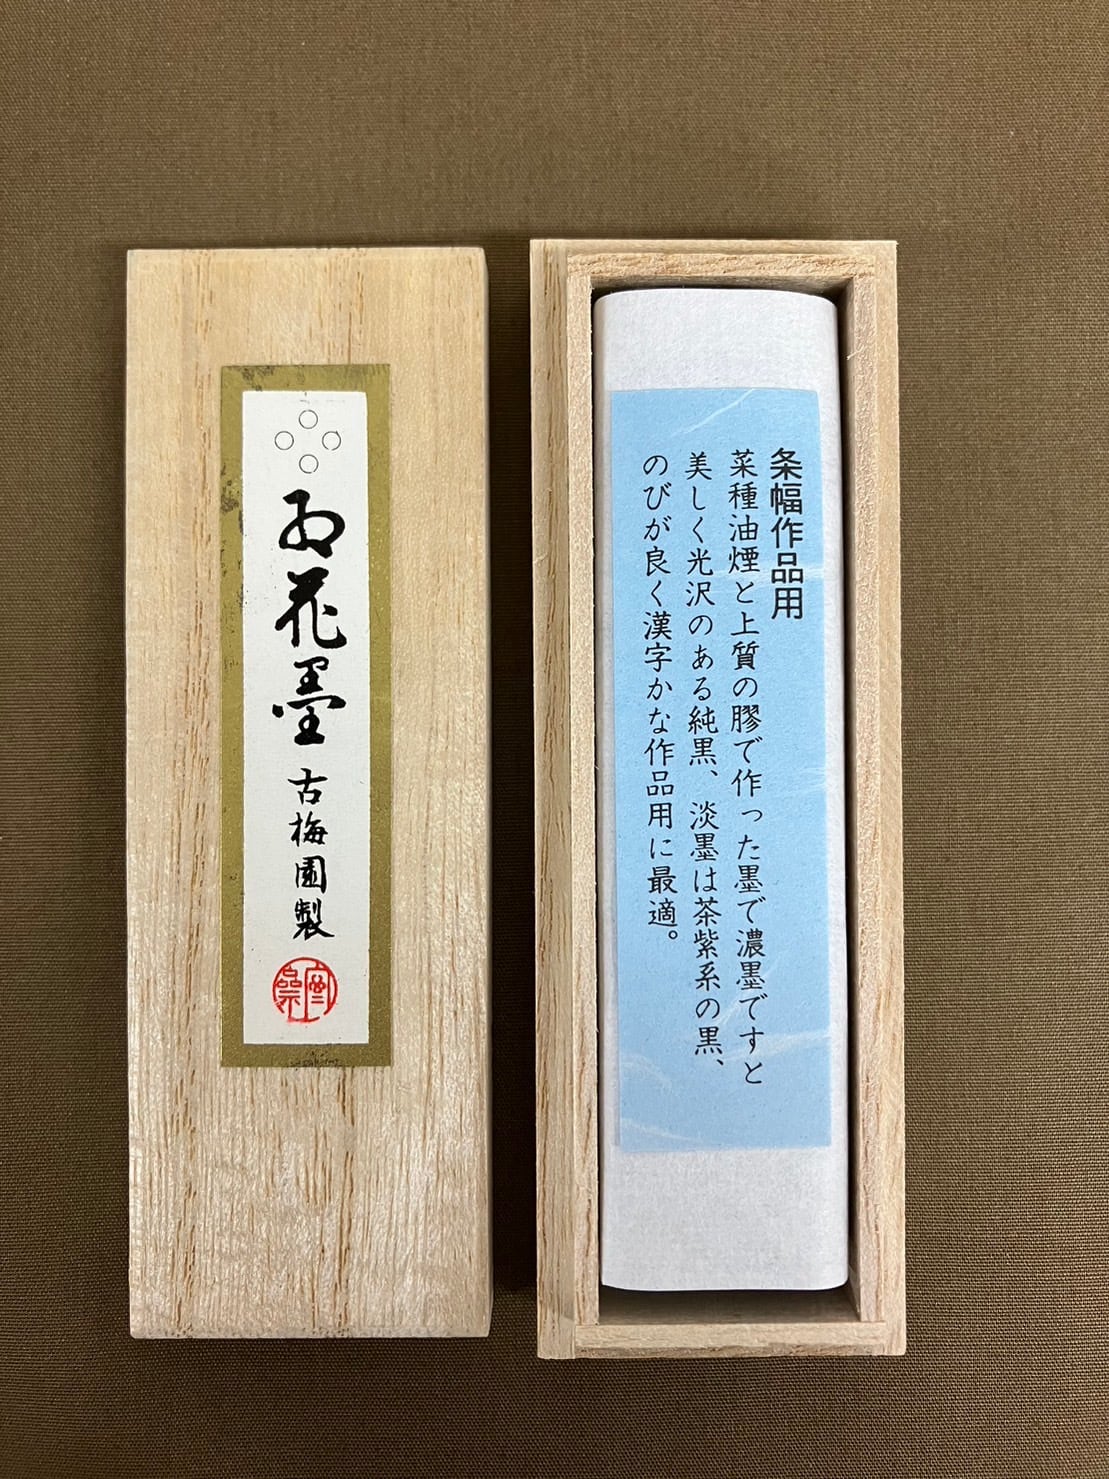 紅花墨
古梅園製
条幅作品用
菜種油煙と上質の膠で作った墨で濃墨ですと
美しく光沢のある純黒、淡墨は茶紫系の黒、
のびが良く漢字かな作品用に最適。